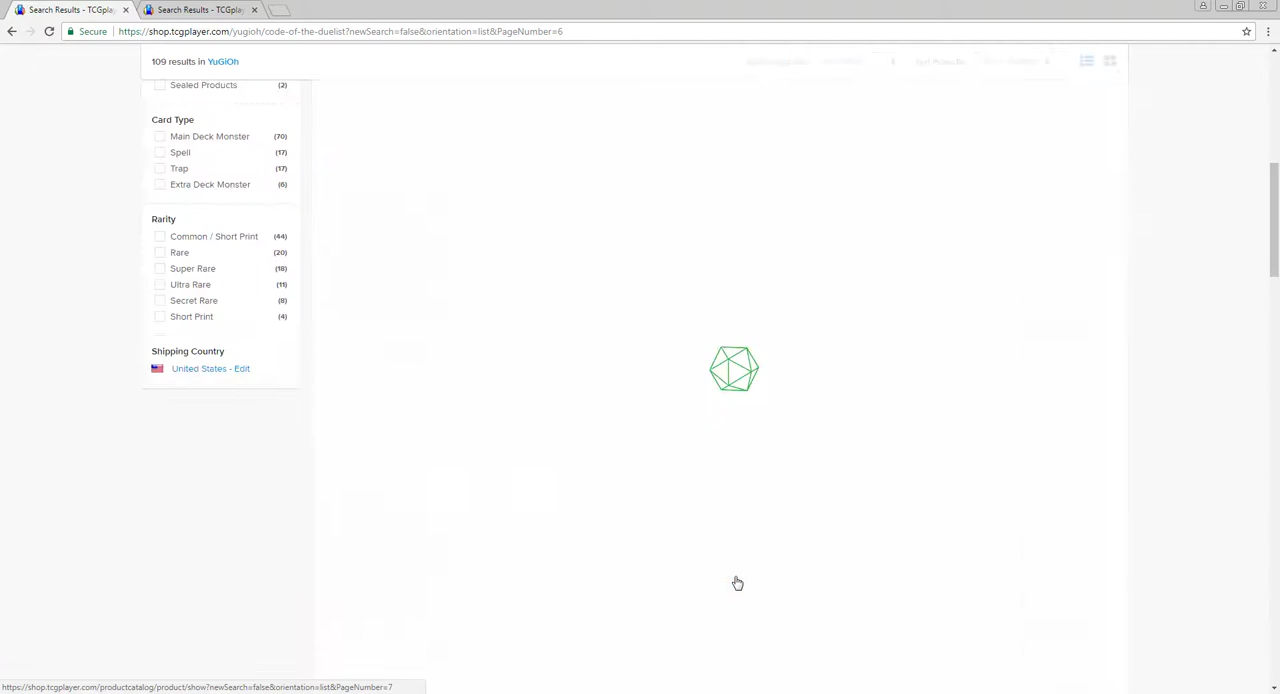 Search Results - TCGplay
Search Results - TCGplay
Secure
https://shop.tcgplayer.com/yugioh/code-of-the-duelist?newSearch=false&orientation=list&PageNumber=6
109 results in YuGiOh
Sealed Products (2)
Card Type
Main Deck Monster (70)
Spell (17)
Trap (17)
Extra Deck Monster (6)
Rarity
Common / Short Print (44)
Rare (20)
Super Rare (18)
Ultra Rare (11)
Secret Rare (8)
Short Print (4)
Shipping Country
United States - Edit
https://shop.tcgplayer.com/productcatalog/product/show?newSearch=false&orientation=list&PageNumber=7